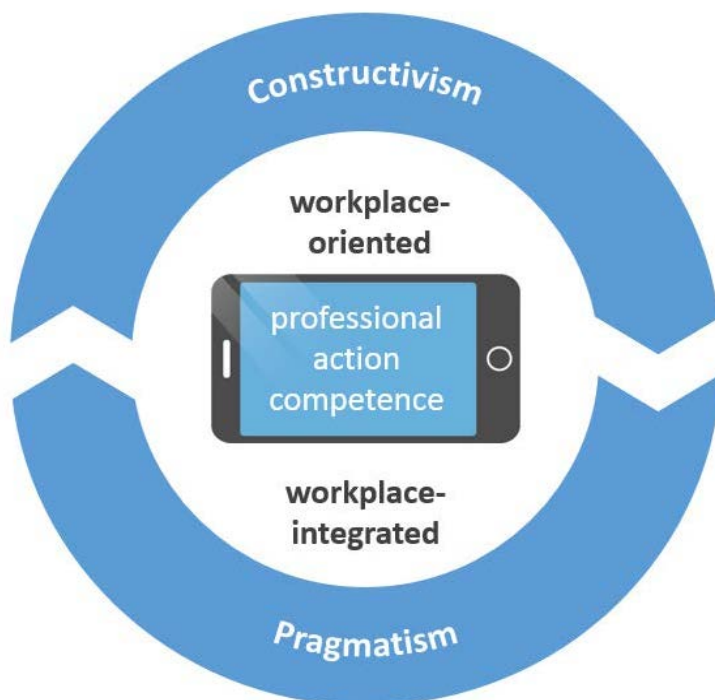 Constructivism
workplace-
oriented
professional
action
competence
workplace-
integrated
Pragmatism